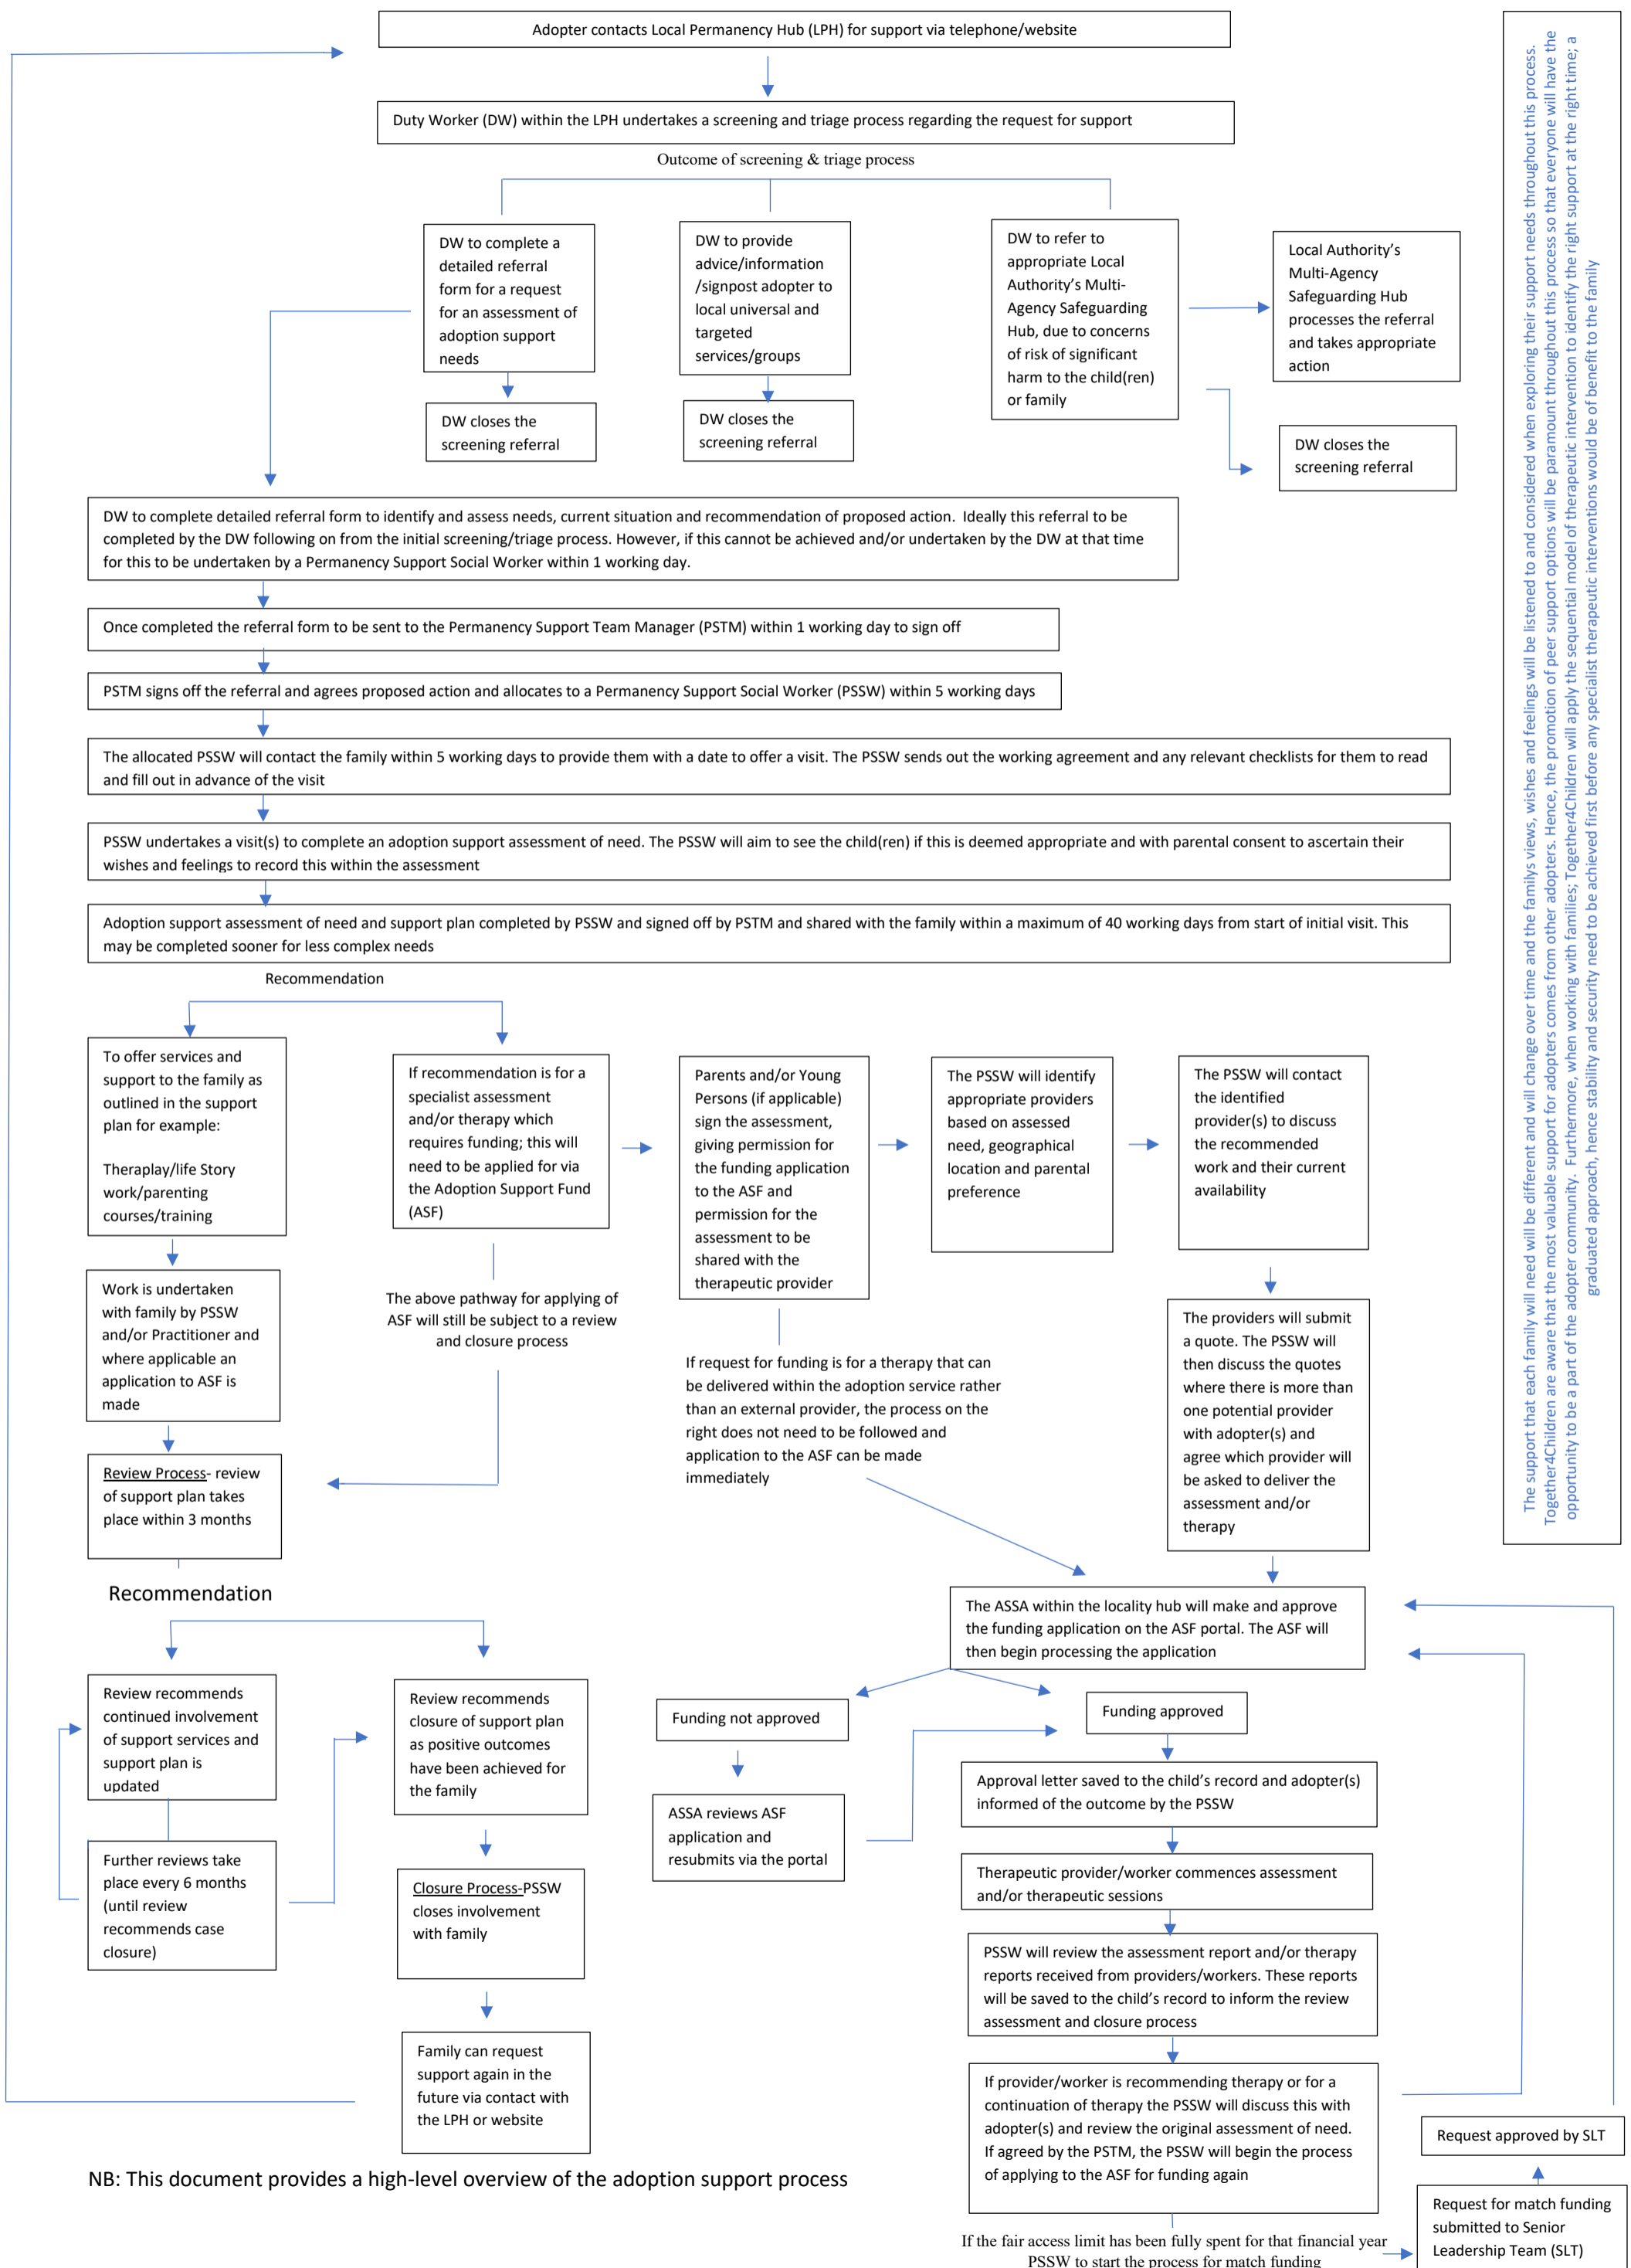 Adopter contacts Local Permanency Hub (LPH) for support via telephone/website
Duty Worker (DW) within the LPH undertakes a screening and triage process regarding the request for support
Outcome of screening & triage process
DW to complete a
detailed referral
form for a request
for an assessment of
adoption support
needs
DW closes the
screening referral
DW to provide
advice/information
/signpost adopter to
local universal and
targeted
services/groups
DW closes the
screening referral
DW to refer to
appropriate Local
Authority's Multi-
Agency Safeguarding
Hub, due to concerns
of risk of significant
harm to the child(ren)
or family
Local Authority's
Multi-Agency
Safeguarding Hub
processes the referral
and takes appropriate
action
DW closes the
screening referral
DW to complete detailed referral form to identify and assess needs, current situation and recommendation of proposed action. Ideally this referral to be
completed by the DW following on from the initial screening/triage process. However, if this cannot be achieved and/or undertaken by the DW at that time
for this to be undertaken by a Permanency Support Social Worker within 1 working day.
Once completed the referral form to be sent to the Permanency Support Team Manager (PSTM) within 1 working day to sign off
PSTM signs off the referral and agrees proposed action and allocates to a Permanency Support Social Worker (PSSW) within 5 working days
The allocated PSSW will contact the family within 5 working days to provide them with a date to offer a visit. The PSSW sends out the working agreement and any relevant checklists for them to read
and fill out in advance of the visit
PSSW undertakes a visit(s) to complete an adoption support assessment of need. The PSSW will aim to see the child(ren) if this is deemed appropriate and with parental consent to ascertain their
wishes and feelings to record this within the assessment
Adoption support assessment of need and support plan completed by PSSW and signed off by PSTM and shared with the family within a maximum of 40 working days from start of initial visit. This
may be completed sooner for less complex needs
Recommendation
To offer services and
support to the family as
outlined in the support
plan for example:
Theraplay/life Story
work/parenting
courses/training
Work is undertaken
with family by PSSW
and/or Practitioner and
where applicable an
application to ASF is
made
Review Process- review
of support plan takes
place within 3 months
If recommendation is for a
specialist assessment
and/or therapy which
requires funding; this will
need to be applied for via
the Adoption Support Fund
(ASF)
The above pathway for applying of
ASF will still be subject to a review
and closure process
Parents and/or Young
Persons (if applicable)
sign the assessment,
giving permission for
the funding application
to the ASF and
permission for the
assessment to be
shared with the
therapeutic provider
If request for funding is for a therapy that can
be delivered within the adoption service rather
than an external provider, the process on the
right does not need to be followed and
application to the ASF can be made
immediately
The PSSW will identify
appropriate providers
based on assessed
need, geographical
location and parental
preference
The PSSW will contact
the identified
provider(s) to discuss
the recommended
work and their current
availability
The providers will submit
a quote. The PSSW will
then discuss the quotes
where there is more than
one potential provider
with adopter(s) and
agree which provider will
be asked to deliver the
assessment and/or
therapy
Recommendation
Review recommends
continued involvement
of support services and
support plan is
updated
Further reviews take
place every 6 months
(until review
recommends case
closure)
Review recommends
closure of support plan
as positive outcomes
have been achieved for
the family
Closure Process-PSSW
closes involvement
with family
Family can request
support again in the
future via contact with
the LPH or website
The ASSA within the locality hub will make and approve
the funding application on the ASF portal. The ASF will
then begin processing the application
Funding not approved
ASSA reviews ASF
application and
resubmits via the portal
Funding approved
Approval letter saved to the child's record and adopter(s)
informed of the outcome by the PSSW
Therapeutic provider/worker commences assessment
and/or therapeutic sessions
PSSW will review the assessment report and/or therapy
reports received from providers/workers. These reports
will be saved to the child's record to inform the review
assessment and closure process
If provider/worker is recommending therapy or for a
continuation of therapy the PSSW will discuss this with
adopter(s) and review the original assessment of need.
If agreed by the PSTM, the PSSW will begin the process
of applying to the ASF for funding again
If the fair access limit has been fully spent for that financial year
PSSW to start the process for match funding
Request approved by SLT
Request for match funding
submitted to Senior
Leadership Team (SLT)
NB: This document provides a high-level overview of the adoption support process
The support that each family will need will be different and will change over time and the familys views, wishes and feelings will be listened to and considered when exploring their support needs throughout this process.
Together4Children are aware that the most valuable support for adopters comes from other adopters. Hence, the promotion of peer support options will be paramount throughout this process so that everyone will have the
opportunity to be a part of the adopter community. Furthermore, when working with families; Together4Children will apply the sequential model of therapeutic intervention to identify the right support at the right time; a
graduated approach, hence stability and security need to be achieved first before any specialist therapeutic interventions would be of benefit to the family